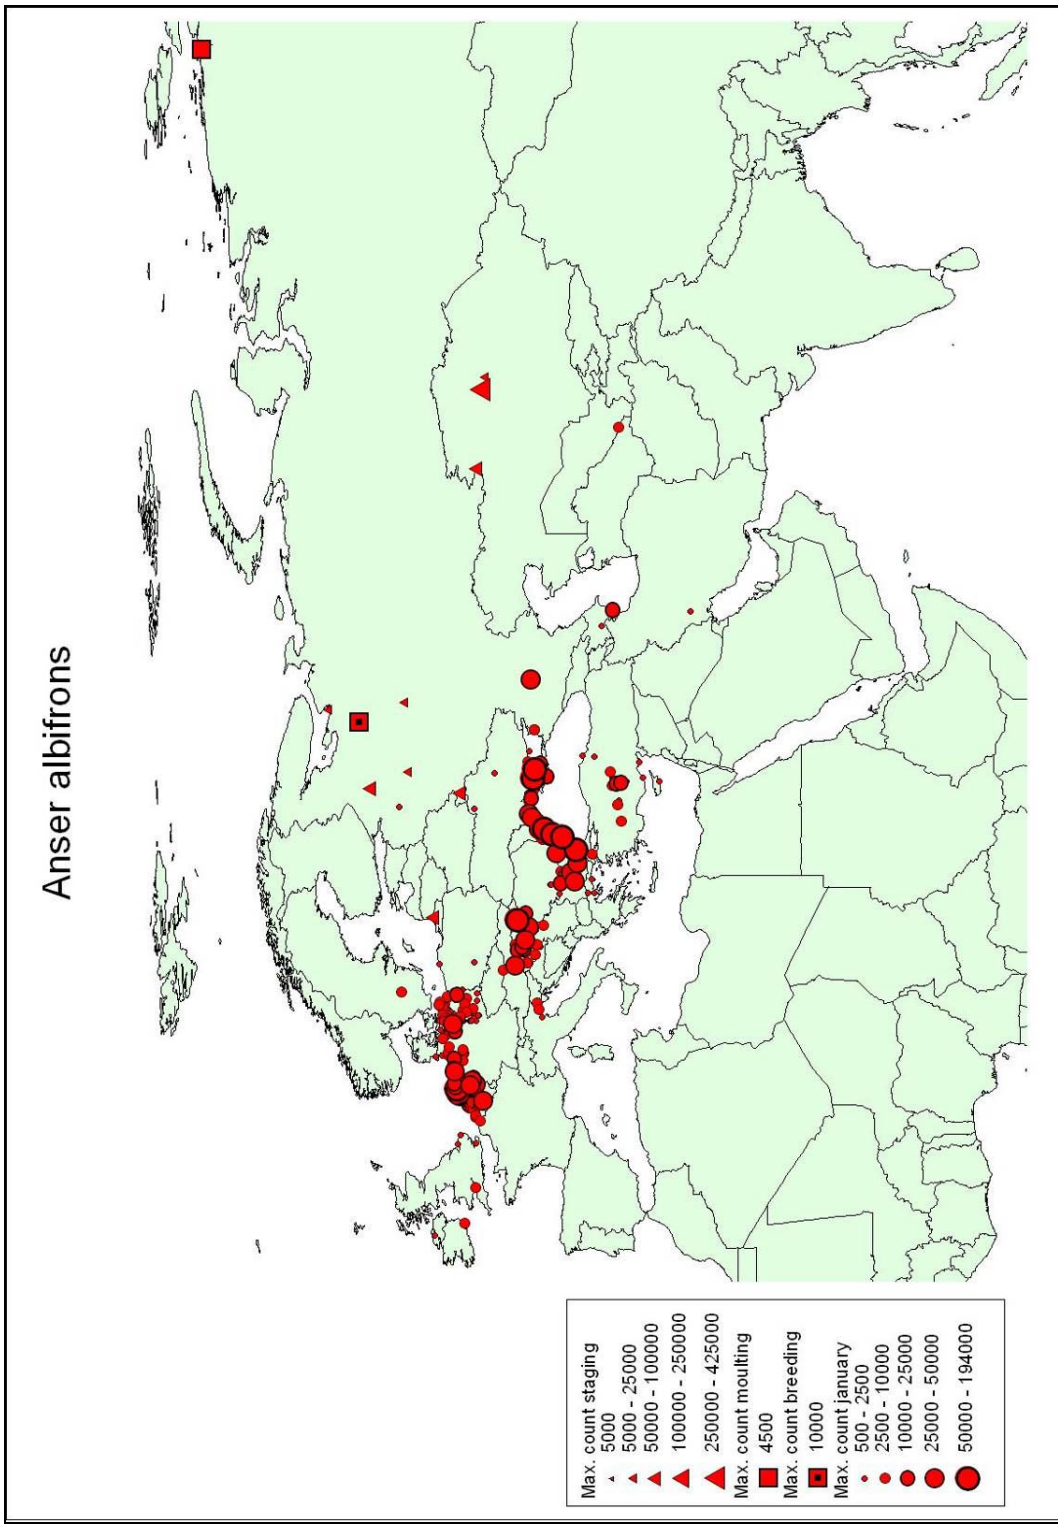 Anser albifrons
Max. count staging
5000
5000 - 25000
50000 - 100000
100000 - 250000
250000 - 425000
Max. count moulting
4500
Max. count breeding
10000
Max. count january
500 - 2500
2500 - 10000
10000 - 25000
25000 - 50000
50000 - 194000